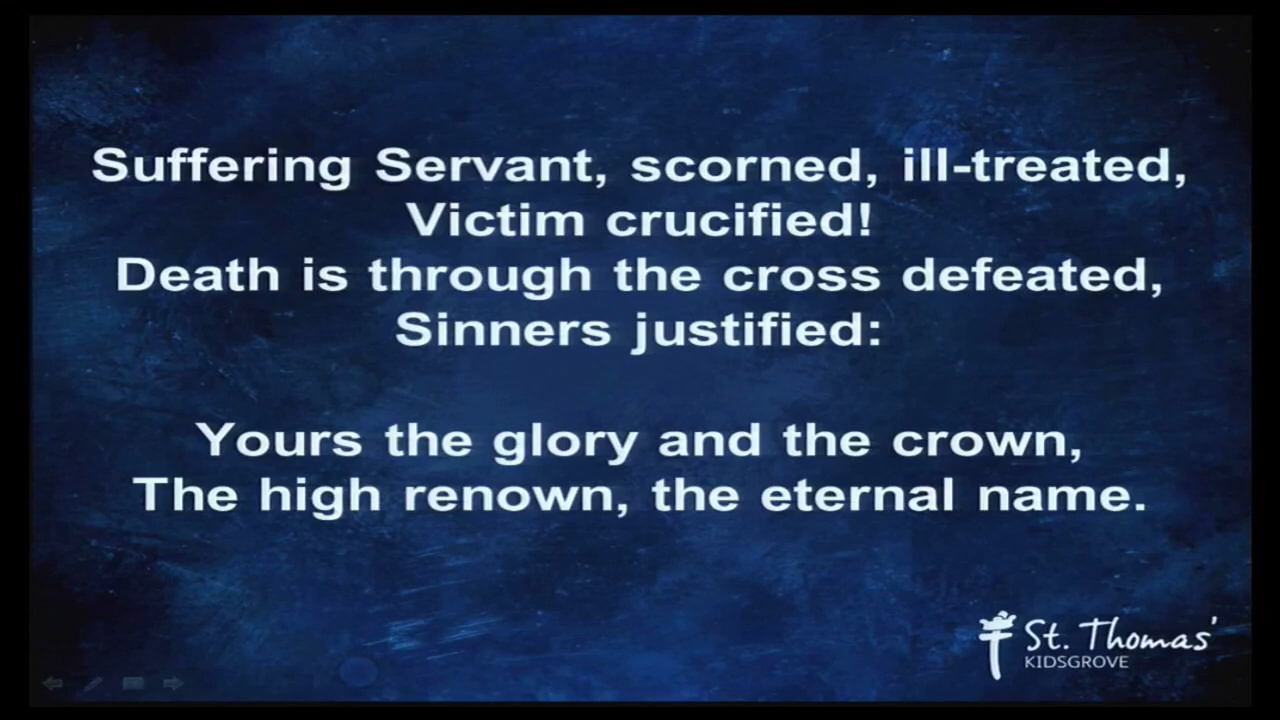 Suffering Servant, scorned, ill-treated,
Victim crucified!
Death is through the cross defeated,
Sinners justified:
Yours the glory and the crown,
The high renown, the eternal name.
St. Thomas'
KIDSGROVE